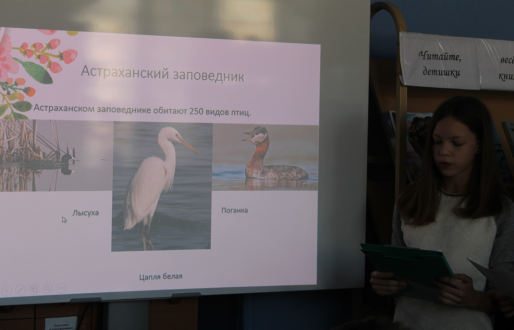 Астраханский заповедник
Астраханском заповеднике обитают 250 видов птиц
Лысуха
Поганка
Цапля белая
Читайте,
детишки